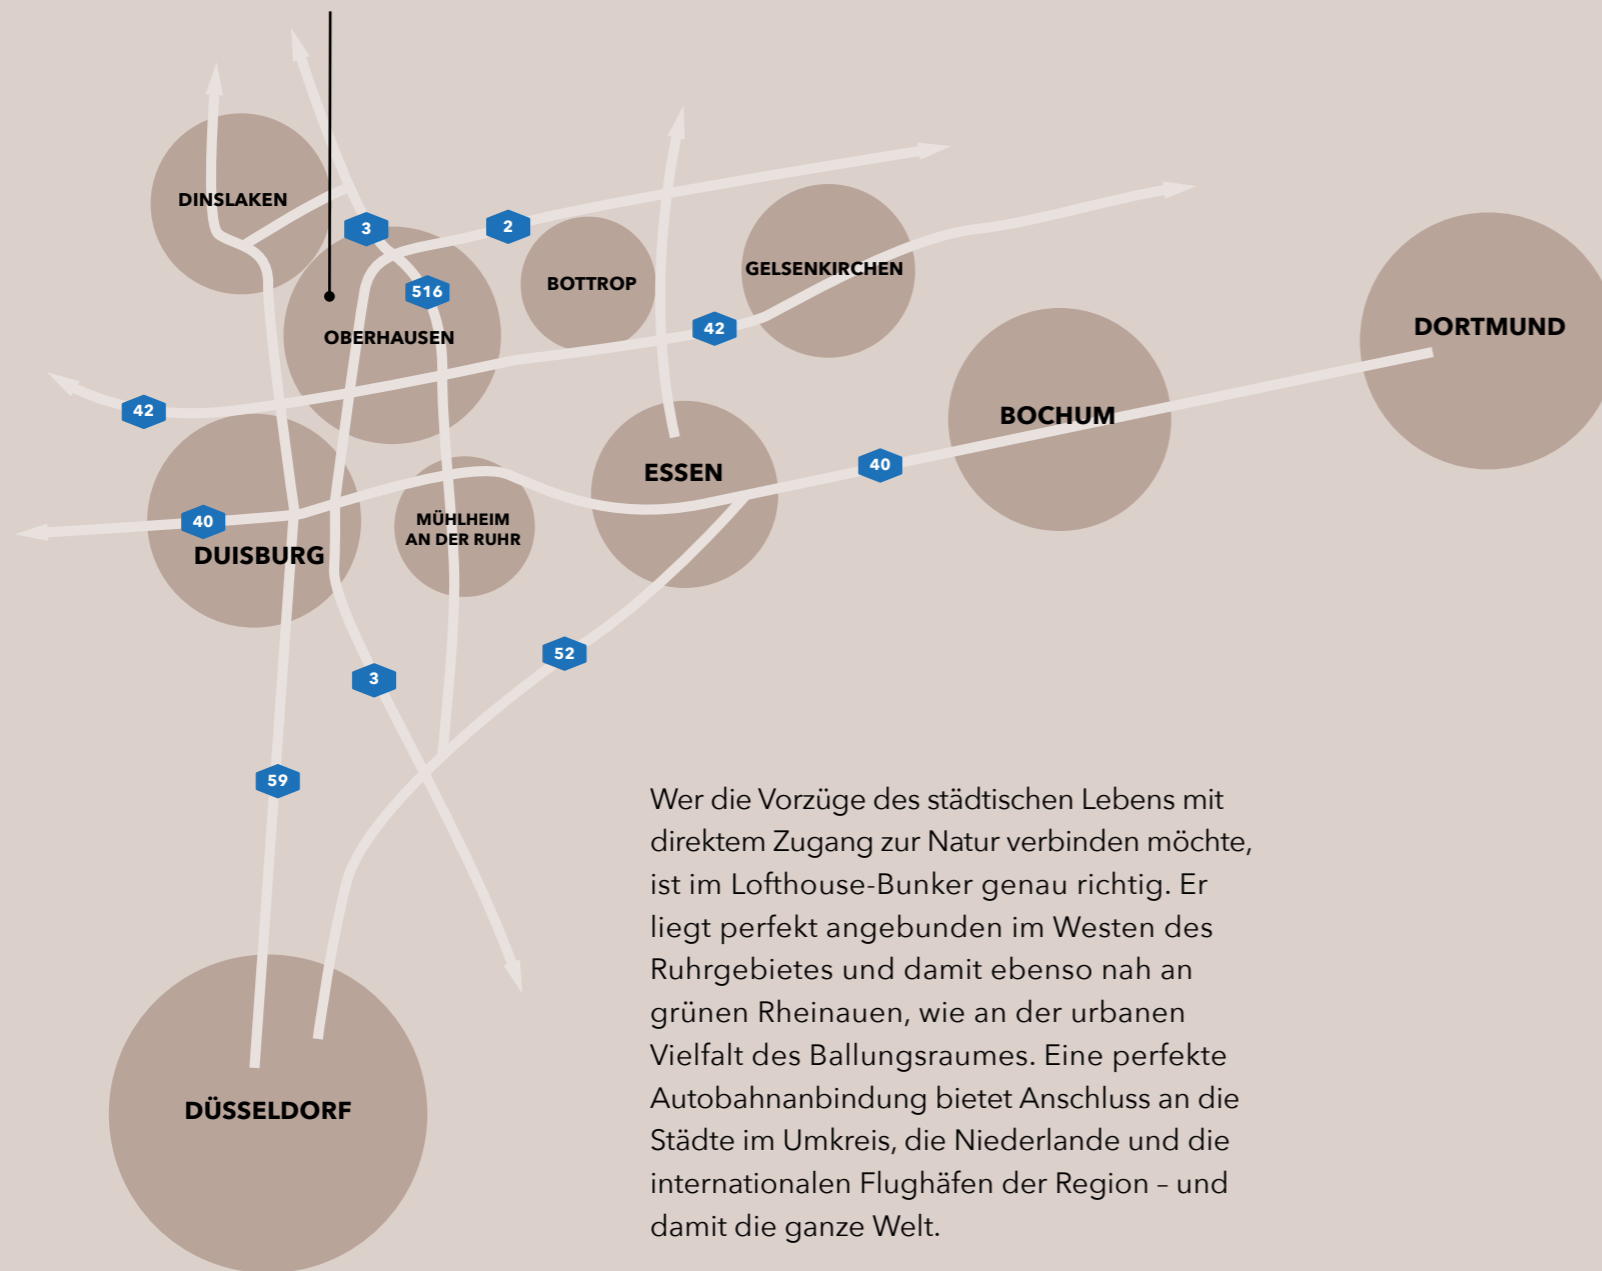 DINSLAKEN
3
2
516
BOTTROP
GELSENKIRCHEN
OBERHAUSEN
42
DORTMUND
42
BOCHUM
ESSEN
40
40
MÜHLHEIM
AN DER RUHR
DUISBURG
52
3
59
Wer die Vorzüge des städtischen Lebens mit
direktem Zugang zur Natur verbinden möchte,
ist im Lofthouse-Bunker genau richtig. Er
liegt perfekt angebunden im Westen des
Ruhrgebietes und damit ebenso nah an
grünen Rheinauen, wie an der urbanen
Vielfalt des Ballungsraumes. Eine perfekte
Autobahnanbindung bietet Anschluss an die
Städte im Umkreis, die Niederlande und die
internationalen Flughäfen der Region – und
damit die ganze Welt.
DÜSSELDORF